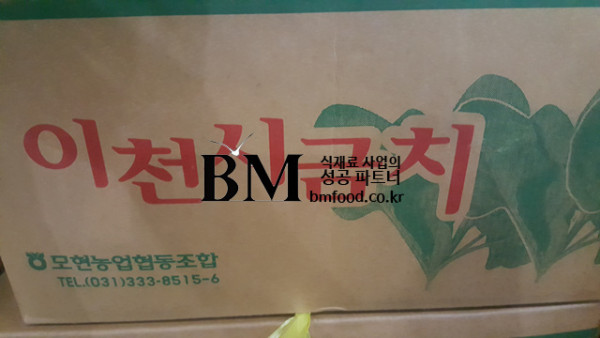 이천시금치
BM
식재료 사업의
성공 파트너
bmfood.co.kr
모현농업협동조합
TEL.(031)333-8515-6